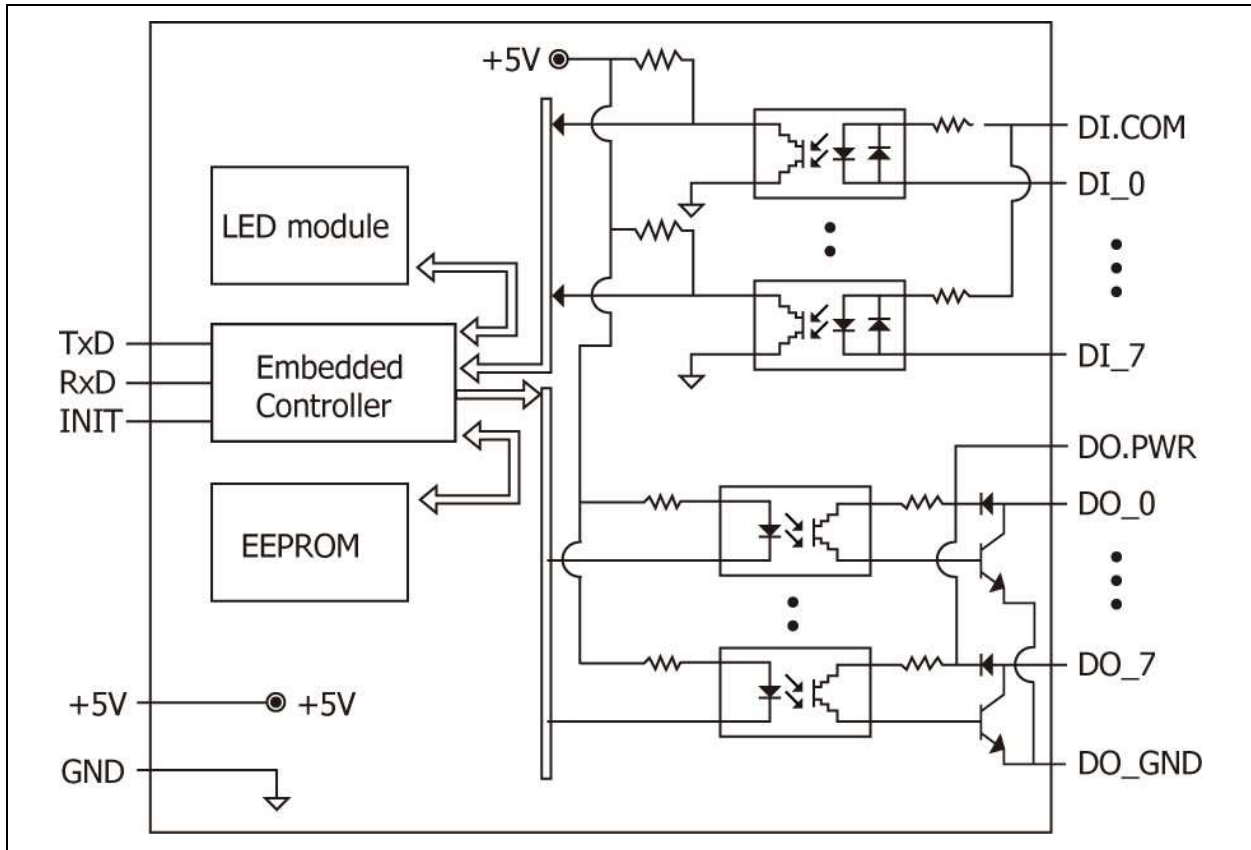 +5V
DI.COM
DI_0
LED module
TxD
RxD
INIT
Embedded
Controller
DI_7
DO.PWR
DO_0
EEPROM
DO_7
+5V
+5V
GND
DO_GND